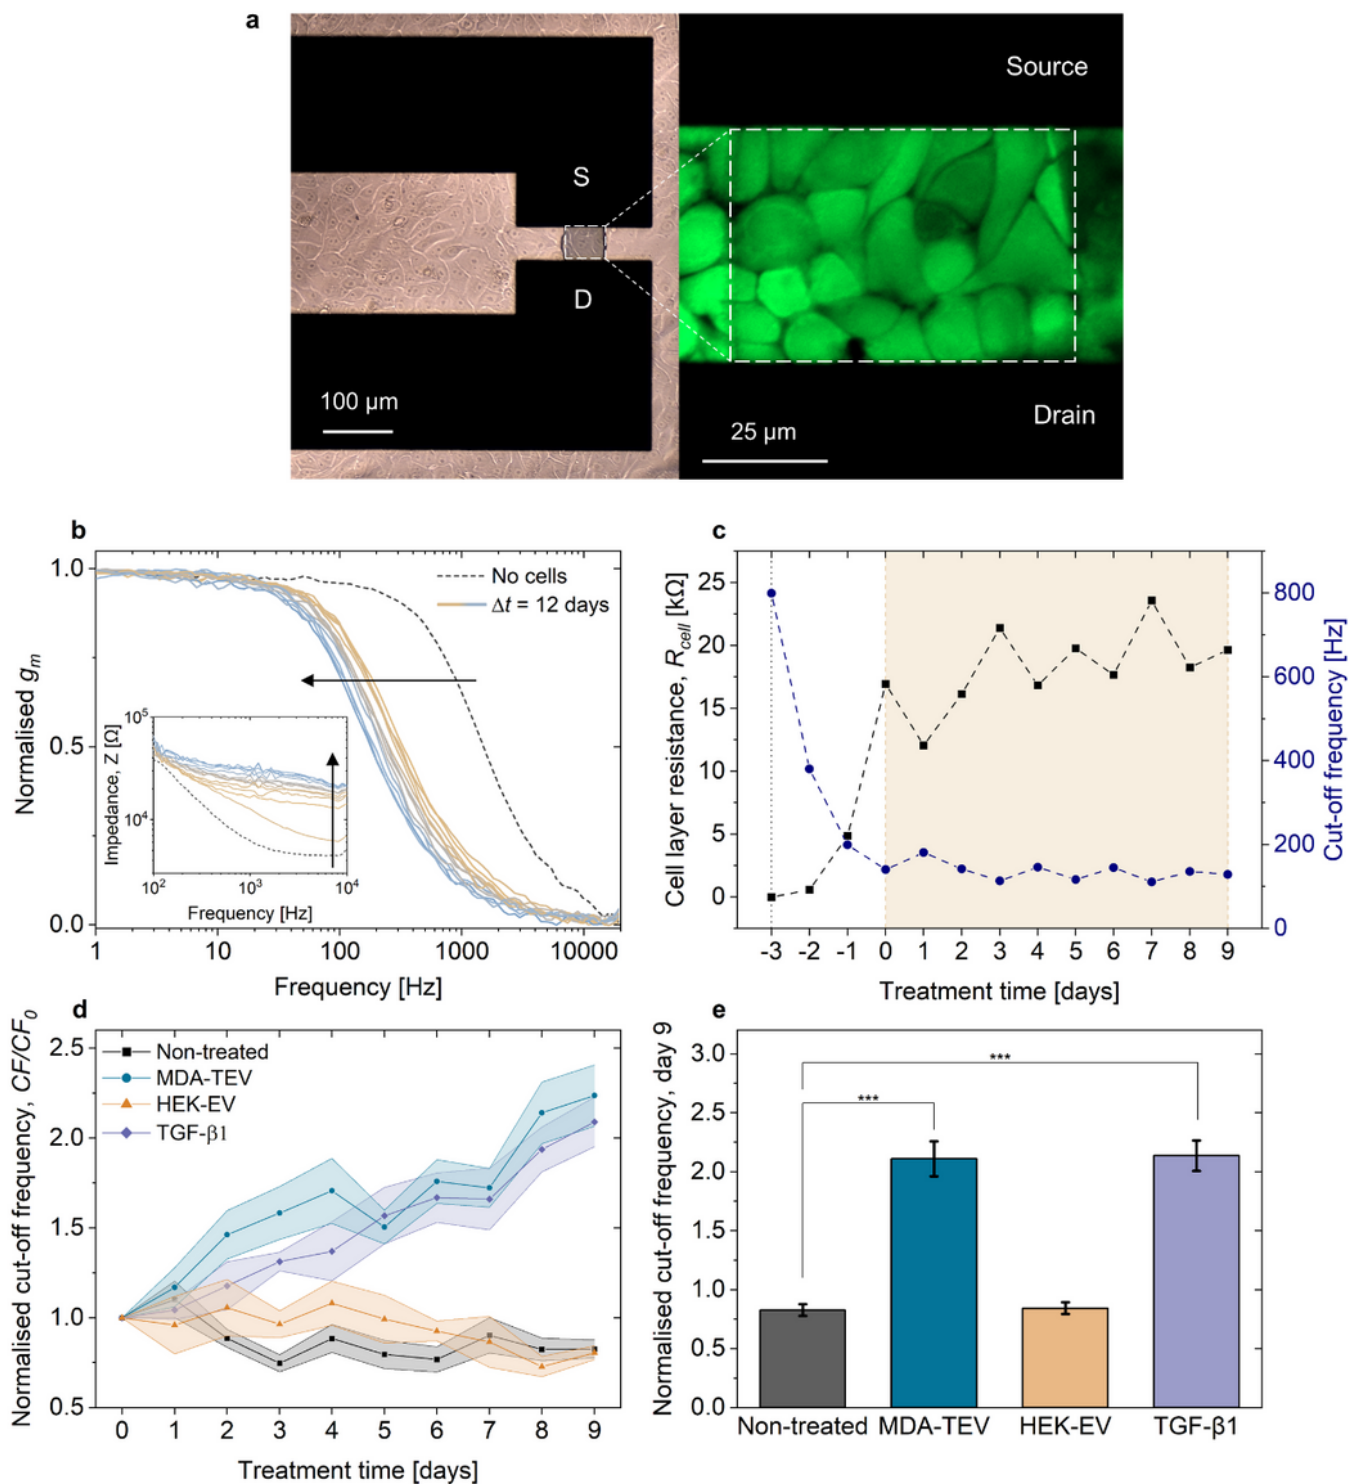 a
Source
S
D
100 μm
Drain
25 μm
b
1.0
0.5
0.0
Normalised gm
No cells
Δt = 12 days
10^5
10^4
Impedance, Z [Ω]
10^2 10^3 10^4
Frequency [Hz]
1 10 100 1000 10000
Frequency [Hz]
c
25
20
15
10
5
0
Cell layer resistance, Rcell [kΩ]
800
600
400
200
0
Cut-off frequency [Hz]
-3 -2 -1 0 1 2 3 4 5 6 7 8 9
Treatment time [days]
d
2.5
2.0
1.5
1.0
0.5
Normalised cut-off frequency, CF/CF0
Non-treated
MDA-TEV
HEK-EV
TGF-β1
0 1 2 3 4 5 6 7 8 9
Treatment time [days]
e
3.0
2.5
2.0
1.5
1.0
0.5
0.0
Normalised cut-off frequency, day 9
***
***
Non-treated MDA-TEV HEK-EV TGF-β1